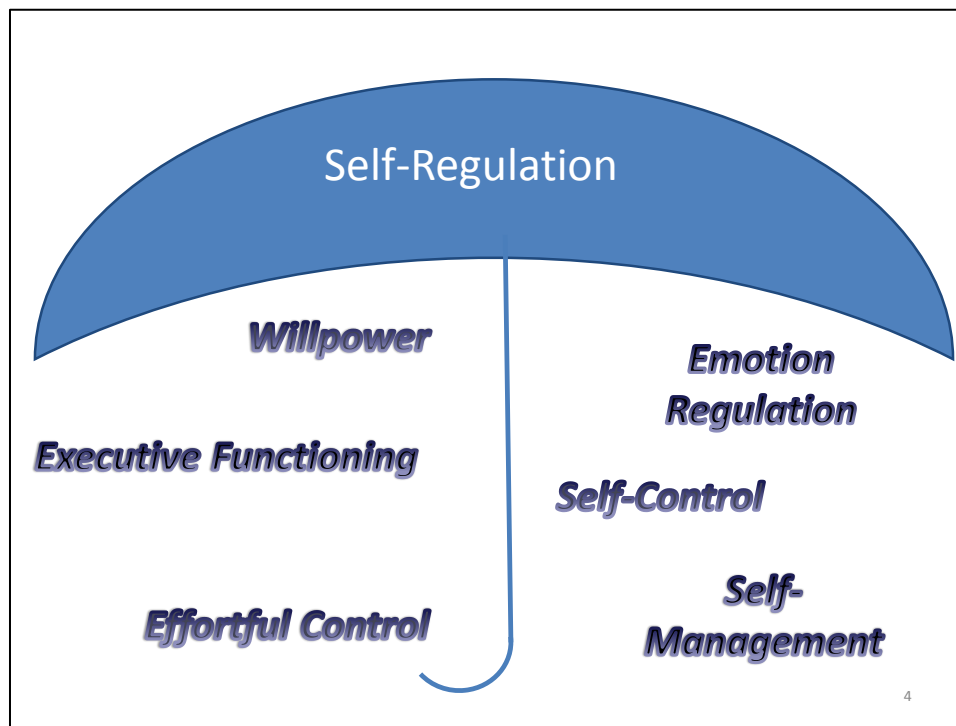 Self-Regulation
Willpower
Emotion
Regulation
Executive Functioning
Self-Control
Self-
Management
Effortful Control
4